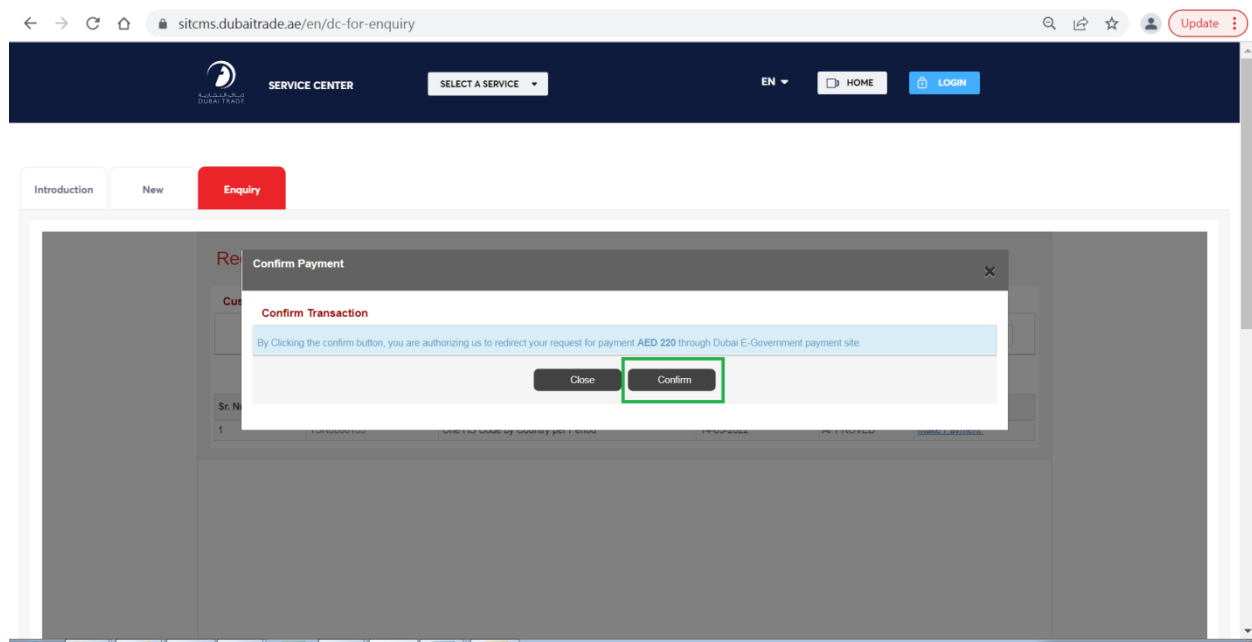 sitcms.dubaitrade.ae/en/dc-for-enquiry
Update
DUBAI TRADE
SERVICE CENTER
SELECT A SERVICE
EN
HOME
LOGIN
Introduction
New
Enquiry
Re
Confirm Payment
Cus
Confirm Transaction
By Clicking the confirm button, you are authorizing us to redirect your request for payment AED 220 through Dubai E-Government payment site.
Close
Confirm
Sr. N
1 One HS Code by Country per Period 14-03-2022 APPROVED Make Payment